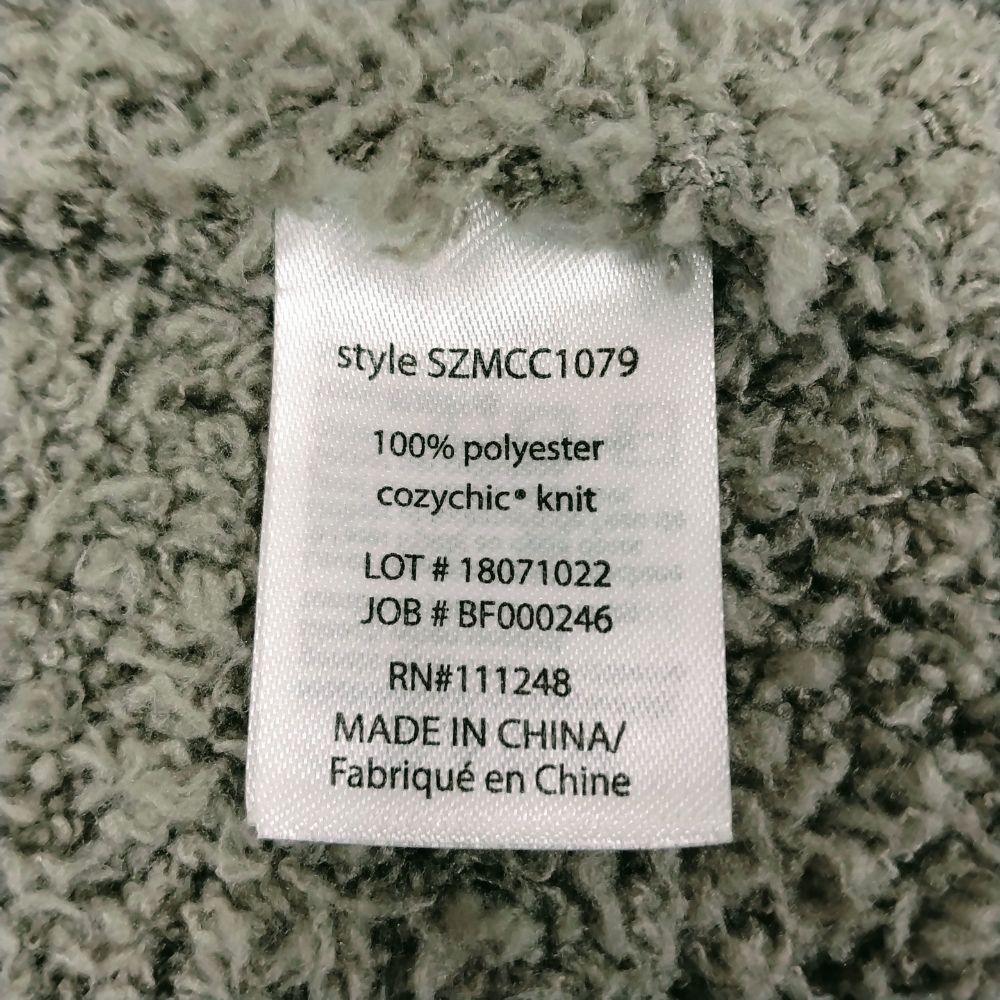 style SZMCC1079
100% polyester
cozychic® knit
LOT # 18071022
JOB # BF000246
RN#111248
MADE IN CHINA/
Fabriqué en Chine